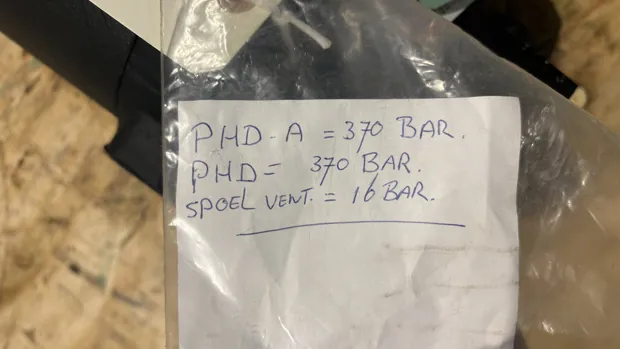 PHD-A = 370 BAR.
PHD = 370 BAR.
SPOEL VENT. = 16 BAR.